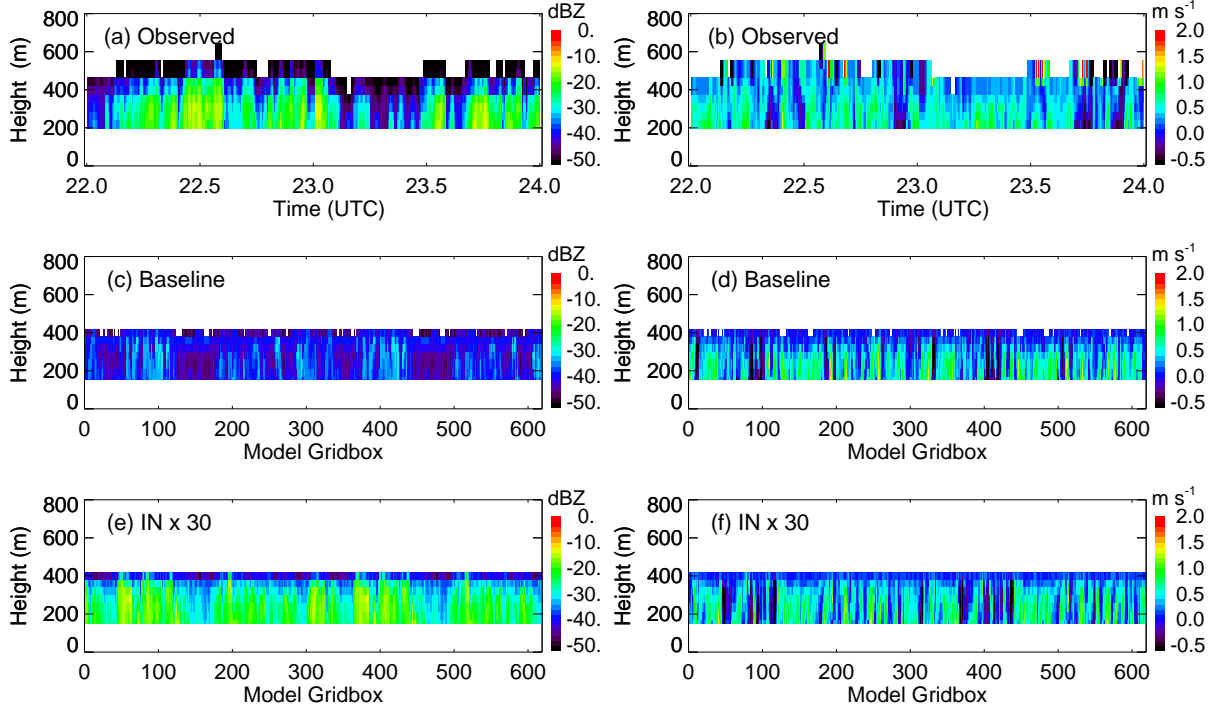 dBZ
m s-1
(a) Observed
(b) Observed
Height (m)
800
600
400
200
0
0.
-10.
-20.
-30.
-40.
-50.
Height (m)
800
600
400
200
0
2.0
1.5
1.0
0.5
0.0
-0.5
22.0 22.5 23.0 23.5 24.0
22.0 22.5 23.0 23.5 24.0
Time (UTC)
Time (UTC)
dBZ
m s-1
(c) Baseline
(d) Baseline
Height (m)
800
600
400
200
0
0.
-10.
-20.
-30.
-40.
-50.
Height (m)
800
600
400
200
0
2.0
1.5
1.0
0.5
0.0
-0.5
0 100 200 300 400 500 600
0 100 200 300 400 500 600
Model Gridbox
Model Gridbox
dBZ
m s-1
(e) IN x 30
(f) IN x 30
Height (m)
800
600
400
200
0
0.
-10.
-20.
-30.
-40.
-50.
Height (m)
800
600
400
200
0
2.0
1.5
1.0
0.5
0.0
-0.5
0 100 200 300 400 500 600
0 100 200 300 400 500 600
Model Gridbox
Model Gridbox